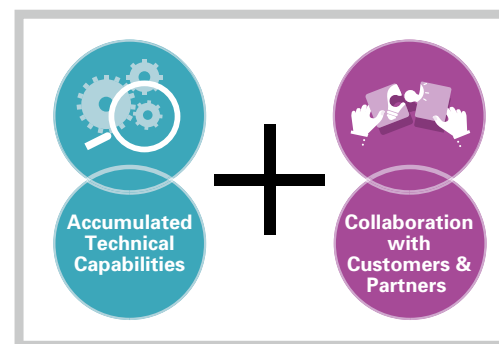 Accumulated
Technical
Capabilities
Collaboration
with
Customers &
Partners